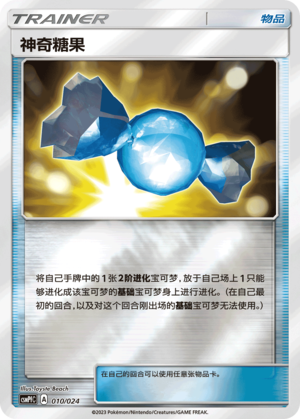 TRAINER 物品
神奇糖果
将自己手牌中的1张2阶进化宝可梦，放于自己场上1只能
够进化成该宝可梦的基础宝可梦身上进行进化。（在自己最
初的回合，以及对这个回合刚出场的基础宝可梦无法使用。）
Illus. Toyste Beach
在自己的回合可以使用任意张物品卡。
csmPiC A 010/024
©2023 Pokémon/Nintendo/Creatures/GAME FREAK.